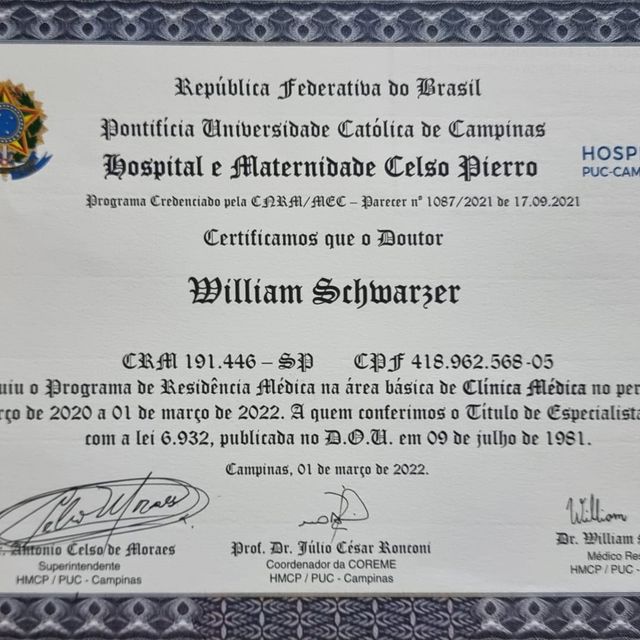 República Federativa do Brasil
Pontifícia Universidade Católica de Campinas
Hospital e Maternidade Celso Pierro
HOSPI
PUC-CAM
Programa Credenciado pela CNRM/MEC – Parecer nº 1087/2021 de 17.09.2021
Certificamos que o Doutor
William Schwarzer
CRM 191.446 – SP CPF 418.962.568-05
uiu o Programa de Residência Médica na área básica de Clínica Médica no per
ço de 2020 a 01 de março de 2022. A quem conferimos o Título de Especialista
com a lei 6.932, publicada no D.O.U. em 09 de julho de 1981.
Campinas, 01 de março de 2022.
Celso Moraes
William
. Antonio Celso de Moraes
Superintendente
HMCP / PUC - Campinas
Prof. Dr. Júlio César Ronconi
Coordenador da COREME
HMCP / PUC - Campinas
Dr. William
Médico Res
HMCP / PUC -